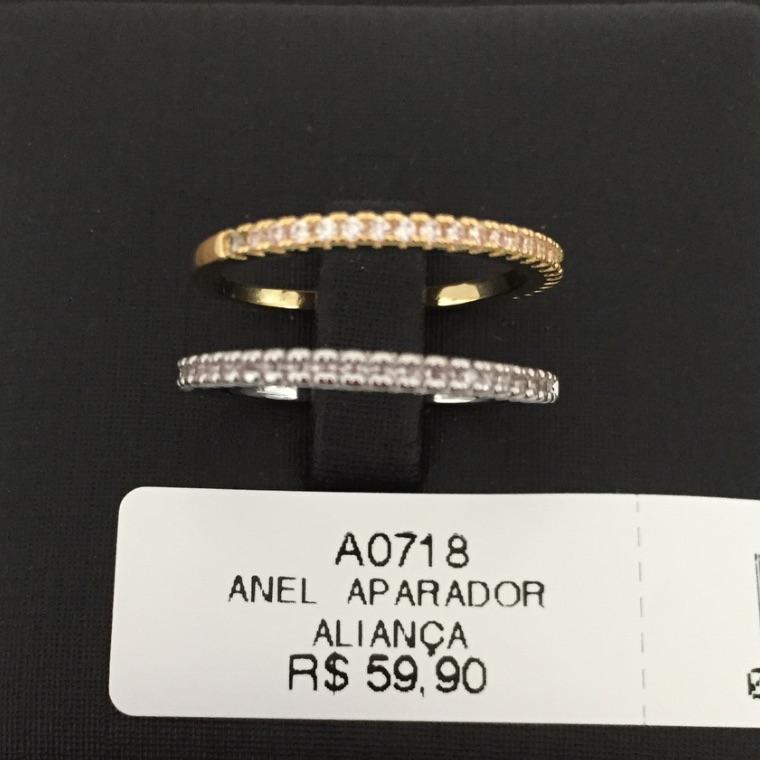 A0718
ANEL APARADOR
ALIANÇA
R$ 59,90